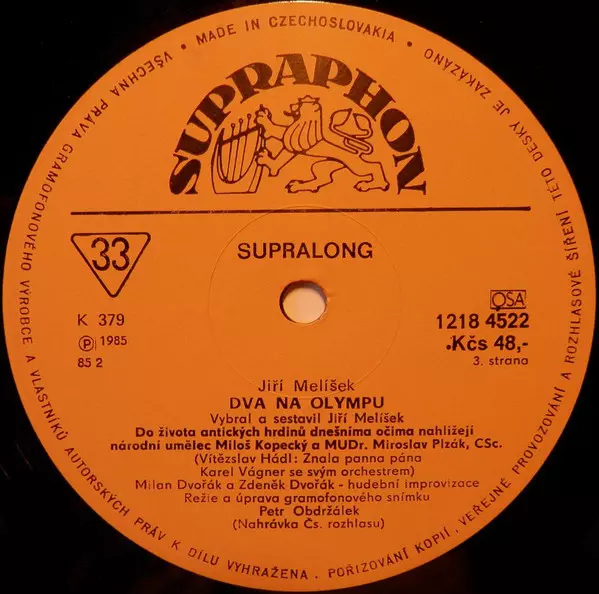 VŠECHNA PRÁVA GRAMOFONOVÉHO VÝROBCE A VLASTNÍKŮ AUTORSKÝCH PRÁV K DÍLU VYHRAŽENA . POŘIZOVÁNÍ KOPIÍ . VEŘEJNÉ PROVOZOVÁNÍ A ROZHLASOVÉ ŠÍŘENÍ TÉTO DESKY JE ZAKÁZÁNO
• MADE IN CZECHOSLOVAKIA •
SUPRAPHON
33
SUPRALONG
K 379
Ⓟ 1985
85 2
OSA
1218 4522
•Kčs 48,-
3. strana
Jiří Melíšek
DVA NA OLYMPU
Vybral a sestavil Jiří Melíšek
Do života antických hrdinů dnešníma očima nahlížejí
národní umělec Miloš Kopecký a MUDr. Miroslav Plzák, CSc.
(Vítězslav Hádl: Znala panna pána
Karel Vágner se svým orchestrem)
Milan Dvořák a Zdeněk Dvořák - hudební improvizace
Režie a úprava gramofonového snímku
Petr Obdržálek
(Nahrávka Čs. rozhlasu)